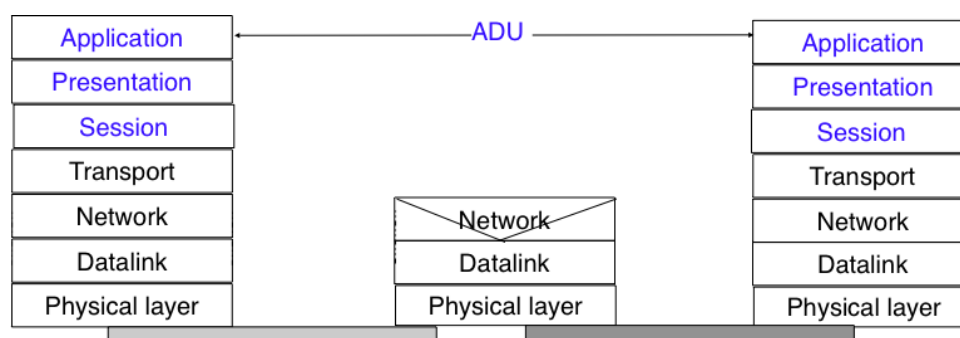 ADU
Application
Presentation
Session
Transport
Network
Datalink
Physical layer
Network
Datalink
Physical layer
Application
Presentation
Session
Transport
Network
Datalink
Physical layer